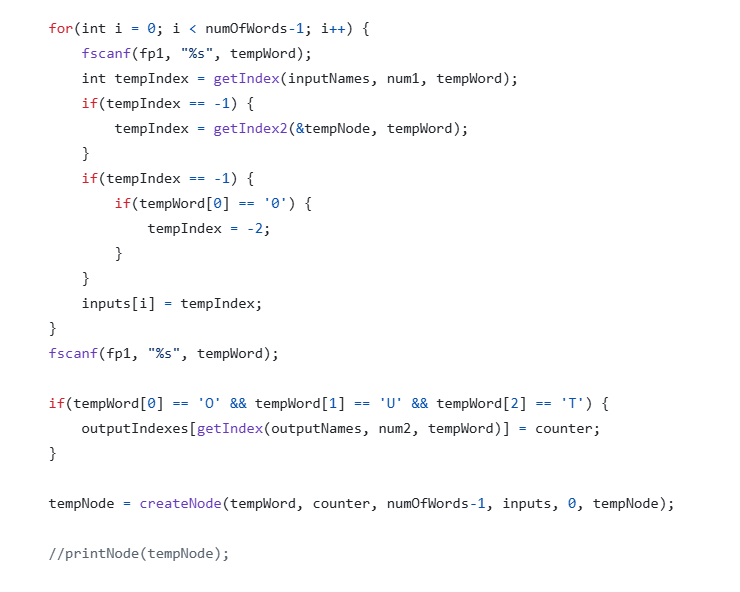 for(int i = 0; i < numOfWords-1; i++) {
    fscanf(fp1, "%s", tempWord);
    int tempIndex = getIndex(inputNames, num1, tempWord);
    if(tempIndex == -1) {
        tempIndex = getIndex2(&tempNode, tempWord);
    }
    if(tempIndex == -1) {
        if(tempWord[0] == '0') {
            tempIndex = -2;
        }
    }
    inputs[i] = tempIndex;
}
fscanf(fp1, "%s", tempWord);

if(tempWord[0] == 'O' && tempWord[1] == 'U' && tempWord[2] == 'T') {
    outputIndexes[getIndex(outputNames, num2, tempWord)] = counter;
}

tempNode = createNode(tempWord, counter, numOfWords-1, inputs, 0, tempNode);

//printNode(tempNode);